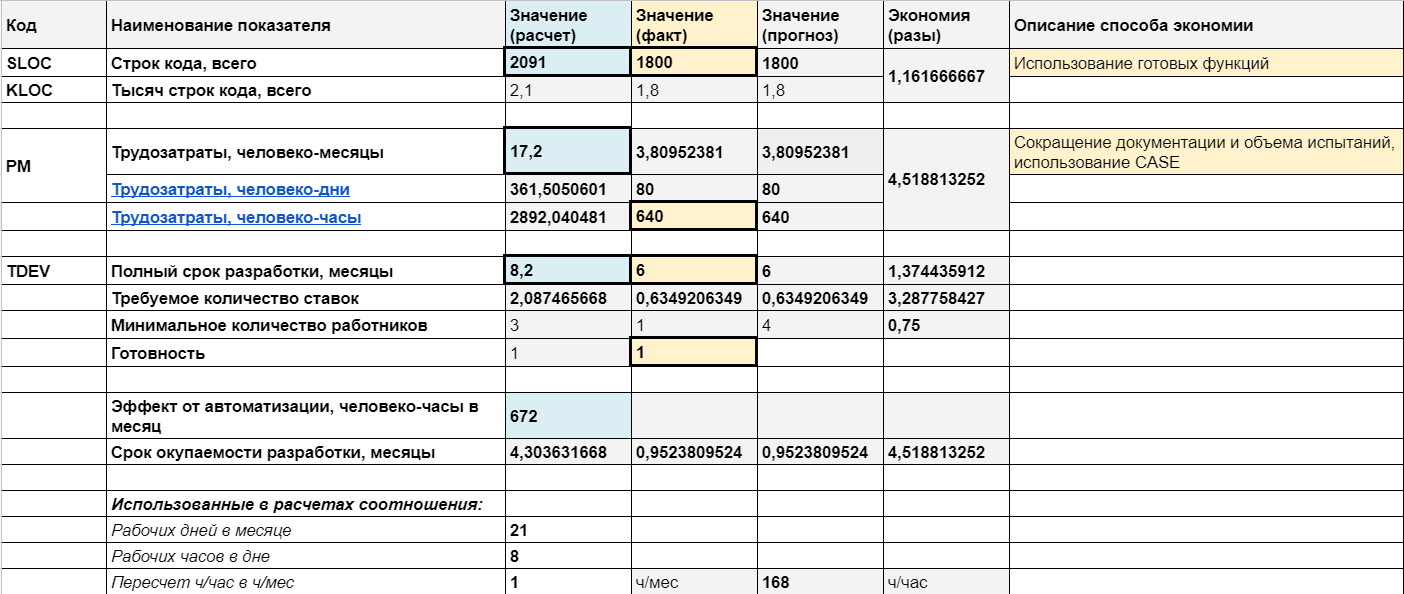 Код Наименование показателя Значение (расчет) Значение (факт) Значение (прогноз) Экономия (разы) Описание способа экономии
SLOC Строк кода, всего 2091 1800 1800 1,161666667 Использование готовых функций
KLOC Тысяч строк кода, всего 2,1 1,8 1,8
PM Трудозатраты, человеко-месяцы 17,2 3,80952381 3,80952381 4,518813252 Сокращение документации и объема испытаний, использование CASE
Трудозатраты, человеко-дни 361,5050601 80 80
Трудозатраты, человеко-часы 2892,040481 640 640
TDEV Полный срок разработки, месяцы 8,2 6 6 1,374435912
Требуемое количество ставок 2,087465668 0,6349206349 0,6349206349 3,287758427
Минимальное количество работников 3 1 4 0,75
Готовность 1 1
Эффект от автоматизации, человеко-часы в месяц 672
Срок окупаемости разработки, месяцы 4,303631668 0,9523809524 0,9523809524 4,518813252
Использованные в расчетах соотношения:
Рабочих дней в месяце 21
Рабочих часов в дне 8
Пересчет ч/час в ч/мес 1 ч/мес 168 ч/час